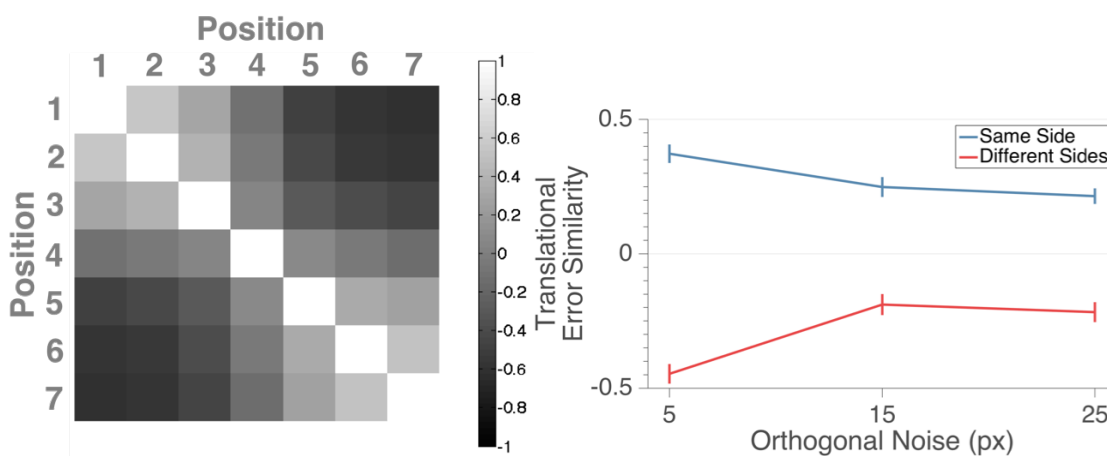 Position
1 2 3 4 5 6 7
Position
1
2
3
4
5
6
7
1
0.8
0.6
0.4
0.2
0
-0.2
-0.4
-0.6
-0.8
-1
Translational
Error Similarity
0.5
0
-0.5
Same Side
Different Sides
5 15 25
Orthogonal Noise (px)